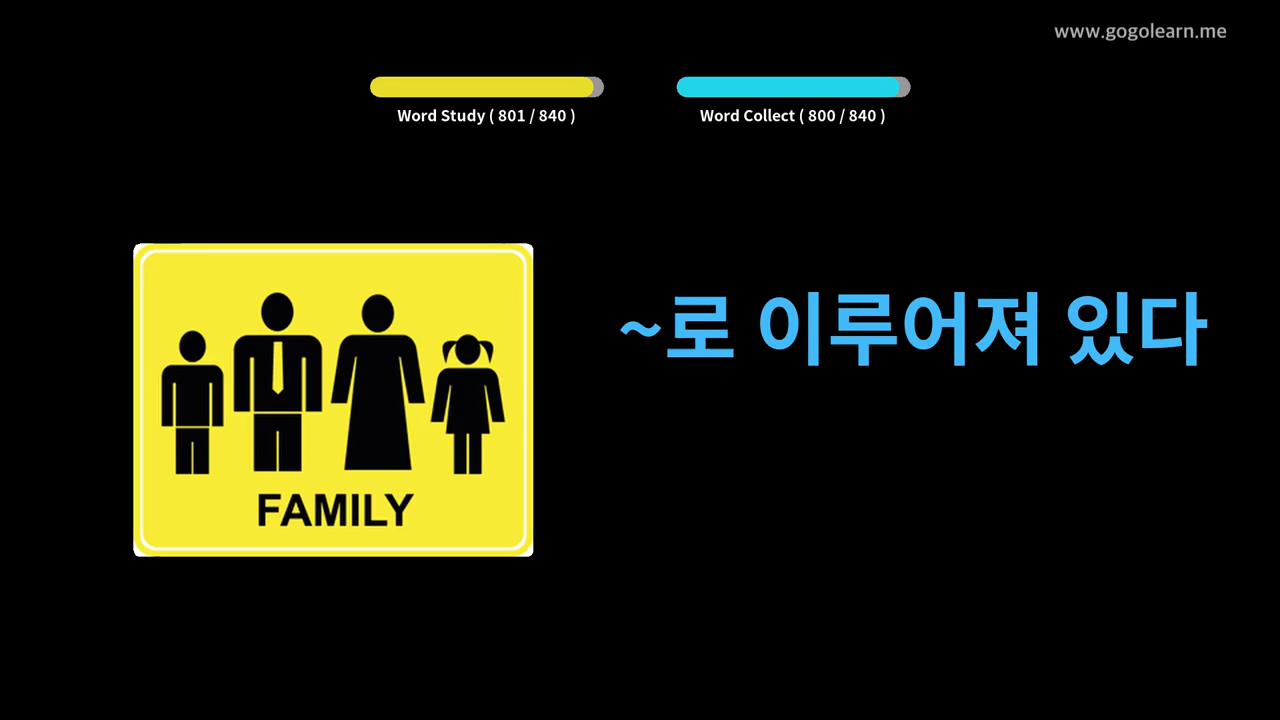 www.gogolearn.me
Word Study ( 801 / 840 )
Word Collect ( 800 / 840 )
~로 이루어져 있다
FAMILY